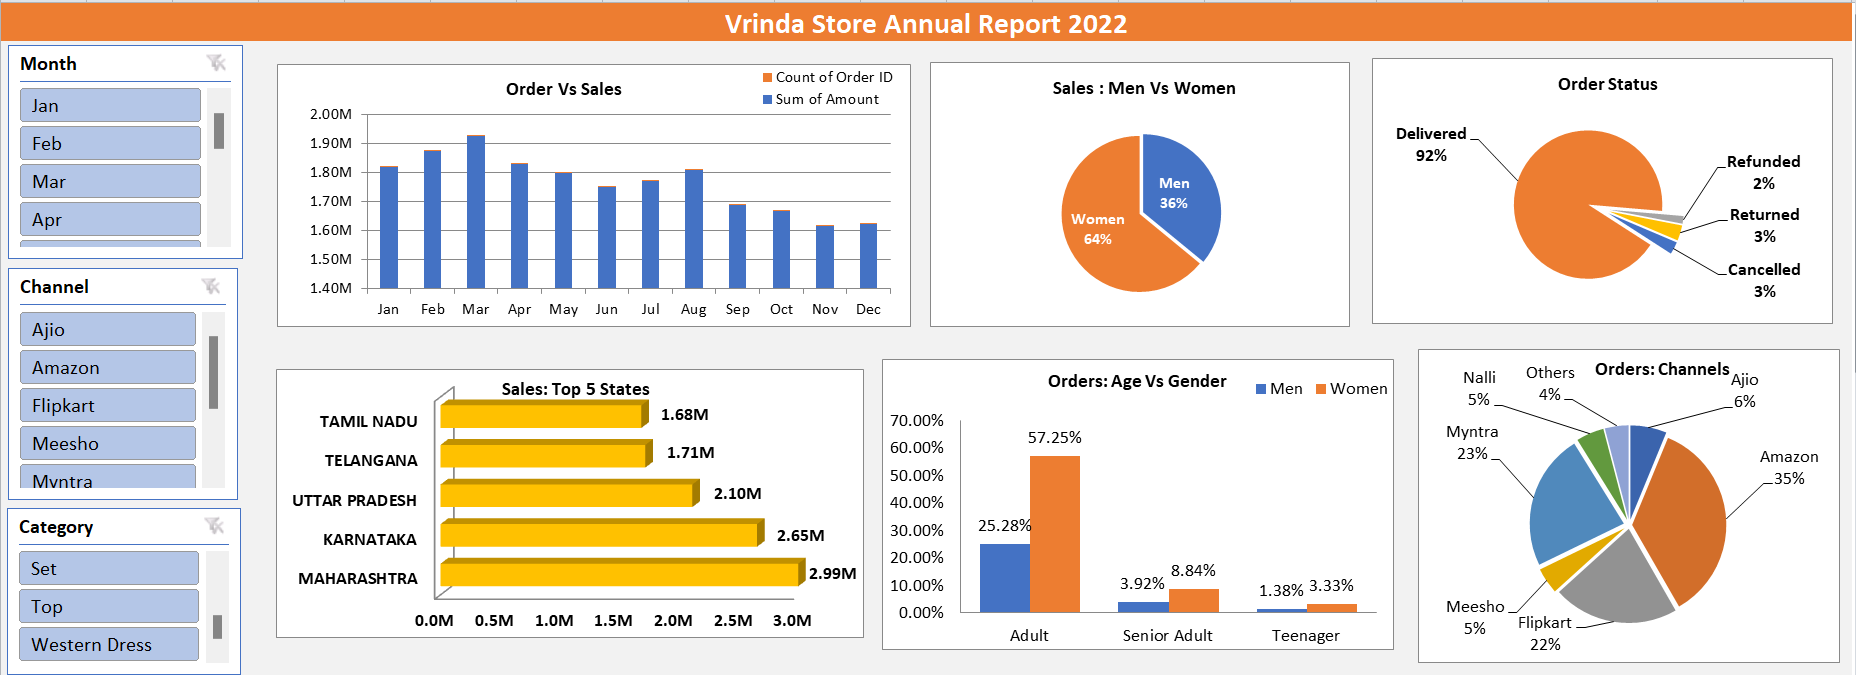 Vrinda Store Annual Report 2022
Month
Jan
Feb
Mar
Apr
Channel
Ajio
Amazon
Flipkart
Meesho
Myntra
Category
Set
Top
Western Dress
Order Vs Sales
Count of Order ID
Sum of Amount
2.00M
1.90M
1.80M
1.70M
1.60M
1.50M
1.40M
Jan Feb Mar Apr May Jun Jul Aug Sep Oct Nov Dec
Sales : Men Vs Women
Men
36%
Women
64%
Order Status
Delivered
92%
Refunded
2%
Returned
3%
Cancelled
3%
Sales: Top 5 States
TAMIL NADU 1.68M
TELANGANA 1.71M
UTTAR PRADESH 2.10M
KARNATAKA 2.65M
MAHARASHTRA 2.99M
0.0M 0.5M 1.0M 1.5M 2.0M 2.5M 3.0M
Orders: Age Vs Gender
Men Women
70.00%
60.00%
50.00%
40.00%
30.00%
20.00%
10.00%
0.00%
25.28% 57.25%
3.92% 8.84%
1.38% 3.33%
Adult Senior Adult Teenager
Orders: Channels
Ajio
6%
Amazon
35%
Flipkart
22%
Meesho
5%
Myntra
23%
Nalli
5%
Others
4%